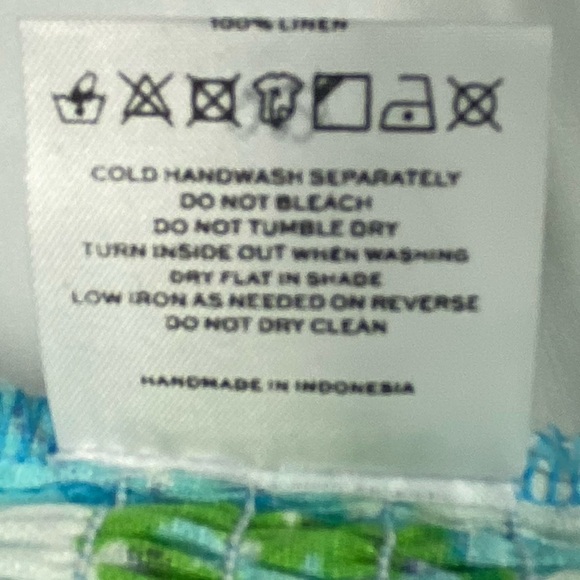 100% LINEN
COLD HANDWASH SEPARATELY
DO NOT BLEACH
DO NOT TUMBLE DRY
TURN INSIDE OUT WHEN WASHING
DRY FLAT IN SHADE
LOW IRON AS NEEDED ON REVERSE
DO NOT DRY CLEAN
HANDMADE IN INDONESIA